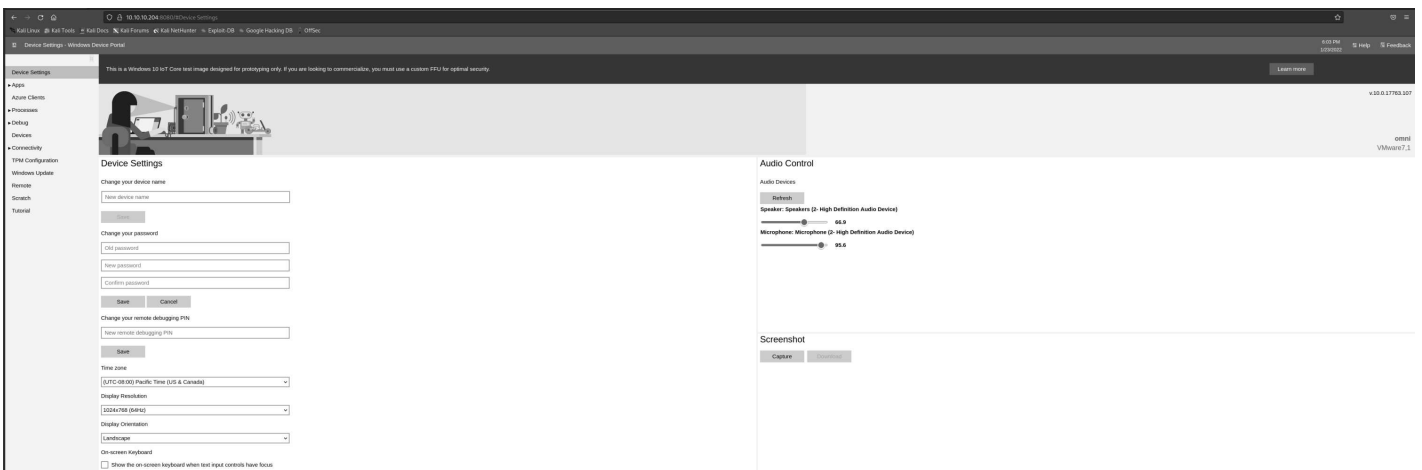 10.10.10.204:8080/#Device Settings
Kali Linux Kali Tools Kali Docs Kali Forums Kali NetHunter Exploit-DB Google Hacking DB OffSec
Device Settings - Windows Device Portal
6:03 PM
1/23/2022
Help
Feedback
Device Settings
Apps
Azure Clients
Processes
Debug
Devices
Connectivity
TPM Configuration
Windows Update
Remote
Scratch
Tutorial
This is a Windows 10 IoT Core test image designed for prototyping only. If you are looking to commercialize, you must use a custom FFU for optimal security.
Learn more
v.10.0.17763.107
omni
VMware7,1
Device Settings
Change your device name
New device name
Save
Change your password
Old password
New password
Confirm password
Save Cancel
Change your remote debugging PIN
New remote debugging PIN
Save
Time zone
(UTC-08:00) Pacific Time (US & Canada)
Display Resolution
1024x768 (64Hz)
Display Orientation
Landscape
On-screen Keyboard
Show the on-screen keyboard when text input controls have focus
Audio Control
Audio Devices
Refresh
Speaker: Speakers (2- High Definition Audio Device)
66.9
Microphone: Microphone (2- High Definition Audio Device)
95.6
Screenshot
Capture Download